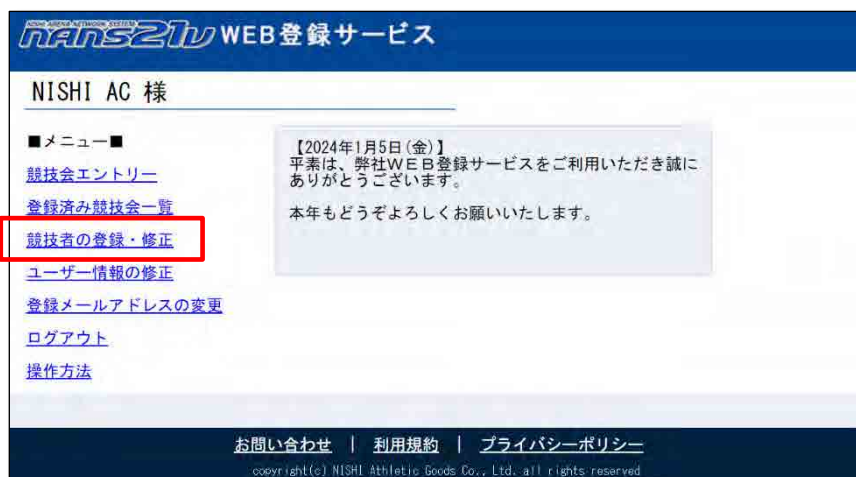 NISHI ARENA NETWORK SYSTEM
NANS21V WEB登録サービス
NISHI AC 様
■メニュー■
競技会エントリー
登録済み競技会一覧
競技者の登録・修正
ユーザー情報の修正
登録メールアドレスの変更
ログアウト
操作方法
【2024年1月5日(金)】
平素は、弊社ＷＥＢ登録サービスをご利用いただき誠に
ありがとうございます。
本年もどうぞよろしくお願いいたします。
お問い合わせ | 利用規約 | プライバシーポリシー
copyright(c) NISHI Athletic Goods Co., Ltd. all rights reserved